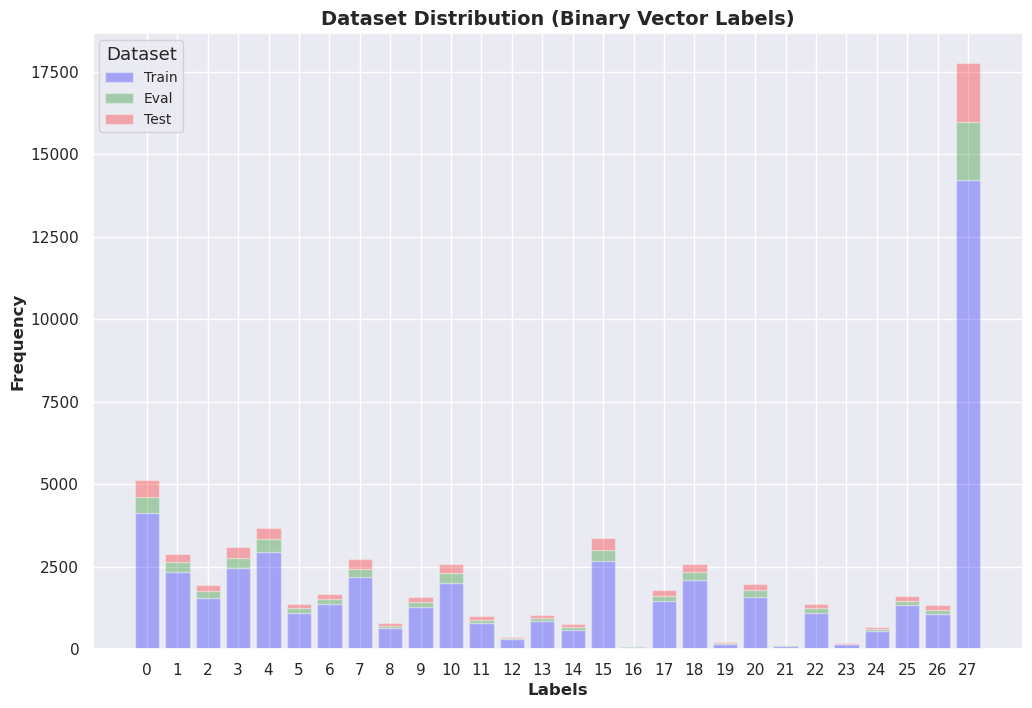 Dataset Distribution (Binary Vector Labels)
Dataset
Train
Eval
Test
Frequency
17500
15000
12500
10000
7500
5000
2500
0
0 1 2 3 4 5 6 7 8 9 10 11 12 13 14 15 16 17 18 19 20 21 22 23 24 25 26 27
Labels